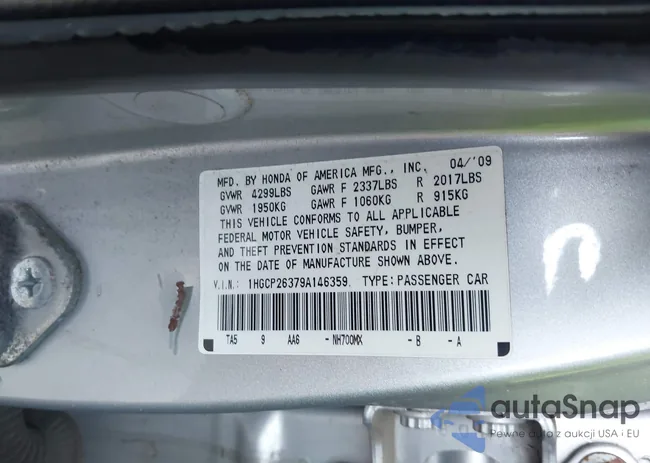 MFD. BY HONDA OF AMERICA MFG., INC. 04/'09
GVWR 4299LBS GAWR F 2337LBS R 2017LBS
GVWR 1950KG GAWR F 1060KG R 915KG
THIS VEHICLE CONFORMS TO ALL APPLICABLE
FEDERAL MOTOR VEHICLE SAFETY, BUMPER,
AND THEFT PREVENTION STANDARDS IN EFFECT
ON THE DATE OF MANUFACTURE SHOWN ABOVE.
V.I.N.: 1HGCP26379A146359 TYPE: PASSENGER CAR
TA5 9 AA6 -NH700MX -B -A
autaSnap
Pewne auta z aukcji USA i EU